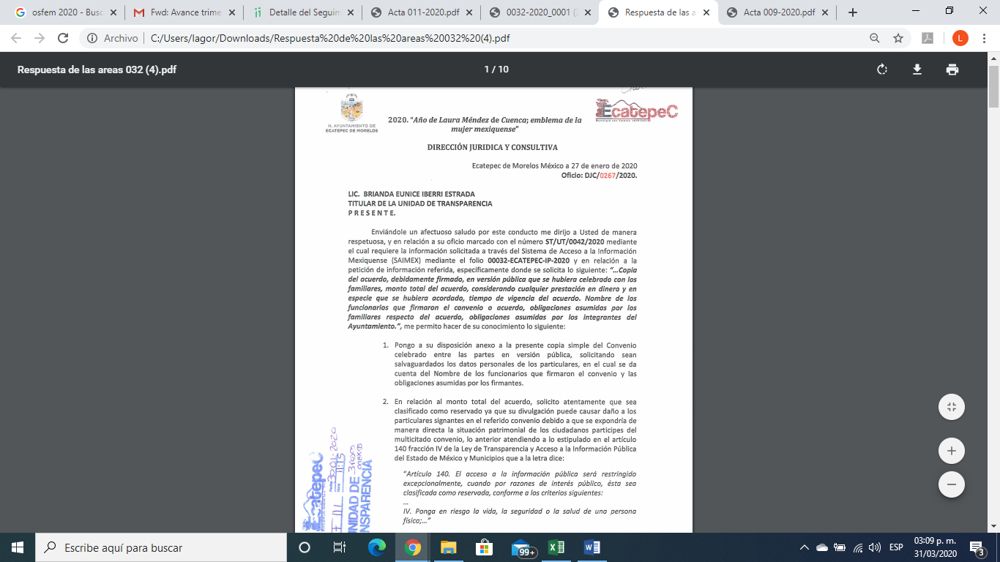 osfem 2020 - Busc
Fwd: Avance trime
Detalle del Seguim
Acta 011-2020.pdf
0032-2020_0001 (
Respuesta de las a
Acta 009-2020.pdf
Archivo
C:/Users/lagor/Downloads/Respuesta%20de%20las%20areas%20032%20(4).pdf
L
Respuesta de las areas 032 (4).pdf
1 / 10
H. AYUNTAMIENTO DE
ECATEPEC DE MORELOS
2020. "Año de Laura Méndez de Cuenca; emblema de la
mujer mexiquense"
EcatepeC
DIRECCIÓN JURIDICA Y CONSULTIVA
Ecatepec de Morelos México a 27 de enero de 2020
Oficio: DJC/0267/2020.
LIC. BRIANDA EUNICE IBERRI ESTRADA
TITULAR DE LA UNIDAD DE TRANSPARENCIA
P R E S E N T E.
Enviándole un afectuoso saludo por este conducto me dirijo a Usted de manera
respetuosa, y en relación a su oficio marcado con el número ST/UT/0042/2020 mediante
el cual requiere la información solicitada a través del Sistema de Acceso a la Información
Mexiquense (SAIMEX) mediante el folio 00032-ECATEPEC-IP-2020 y en relación a la
petición de información referida, específicamente donde se solicita lo siguiente: "...Copia
del acuerdo, debidamente firmado, en versión pública que se hubiera celebrado con los
familiares, monto total del acuerdo, considerando cualquier prestación en dinero y en
especie que se hubiera acordado, tiempo de vigencia del acuerdo. Nombre de los
funcionarios que firmaron el convenio o acuerdo, obligaciones asumidas por los
familiares respecto del acuerdo, obligaciones asumidas por los integrantes del
Ayuntamiento.", me permito hacer de su conocimiento lo siguiente:
1. Pongo a su disposición anexo a la presente copia simple del Convenio
celebrado entre las partes en versión pública, solicitando sean
salvaguardados los datos personales de los particulares, en el cual se da
cuenta del Nombre de los funcionarios que firmaron el convenio y las
obligaciones asumidas por los firmantes.
2. En relación al monto total del acuerdo, solicito atentamente que sea
clasificado como reservado ya que su divulgación puede causar daño a los
particulares signantes en el referido convenio debido a que se expondría de
manera directa la situación patrimonial de los ciudadanos participes del
multicitado convenio, lo anterior atendiendo a lo estipulado en el artículo
140 fracción IV de la Ley de Transparencia y Acceso a la Información Pública
del Estado de México y Municipios que a la letra dice:
"Artículo 140. El acceso a la información pública será restringido
excepcionalmente, cuando por razones de interés público, ésta sea
clasificada como reservada, conforme a los criterios siguientes:
...
IV. Ponga en riesgo la vida, la seguridad o la salud de una persona
física;..."
Ecatepec
30-01-2020
11:15
UNIDAD DE
NSPARENCIA
Escribe aquí para buscar
99+
ESP
03:09 p. m.
31/03/2020
3